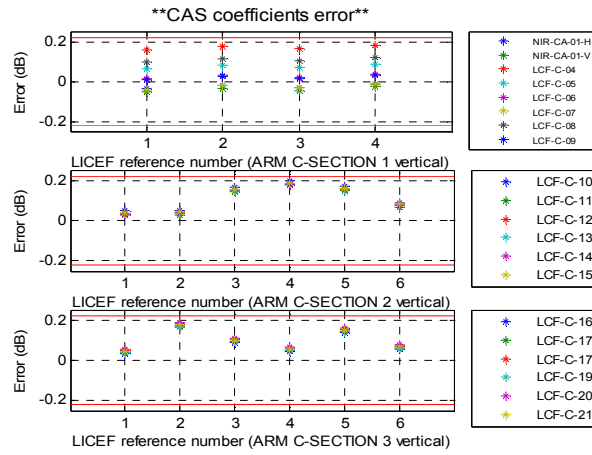 **CAS coefficients error**
Error (dB)
0.2
0
-0.2
1 2 3 4
LICEF reference number (ARM C-SECTION 1 vertical)
NIR-CA-01-H
NIR-CA-01-V
LCF-C-04
LCF-C-05
LCF-C-06
LCF-C-07
LCF-C-08
LCF-C-09
Error (dB)
0.2
0
-0.2
1 2 3 4 5 6
LICEF reference number (ARM C-SECTION 2 vertical)
LCF-C-10
LCF-C-11
LCF-C-12
LCF-C-13
LCF-C-14
LCF-C-15
Error (dB)
0.2
0
-0.2
1 2 3 4 5 6
LICEF reference number (ARM C-SECTION 3 vertical)
LCF-C-16
LCF-C-17
LCF-C-17
LCF-C-19
LCF-C-20
LCF-C-21